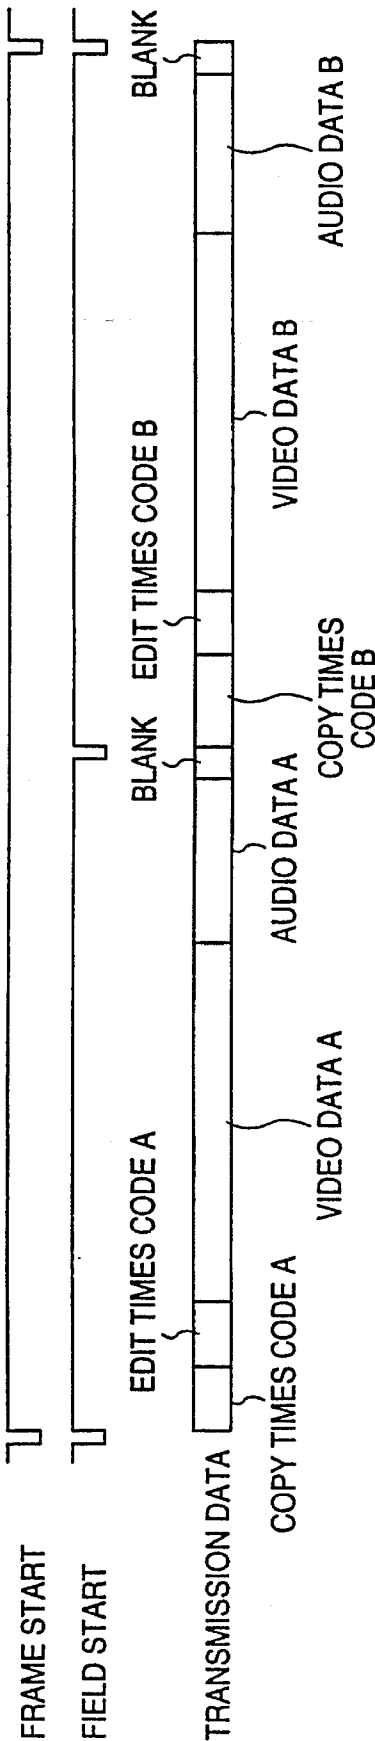 FRAME START
FIELD START
TRANSMISSION DATA
EDIT TIMES CODE A
BLANK
EDIT TIMES CODE B
BLANK
COPY TIMES CODE A
VIDEO DATA A
AUDIO DATA A
COPY TIMES
CODE B
VIDEO DATA B
AUDIO DATA B